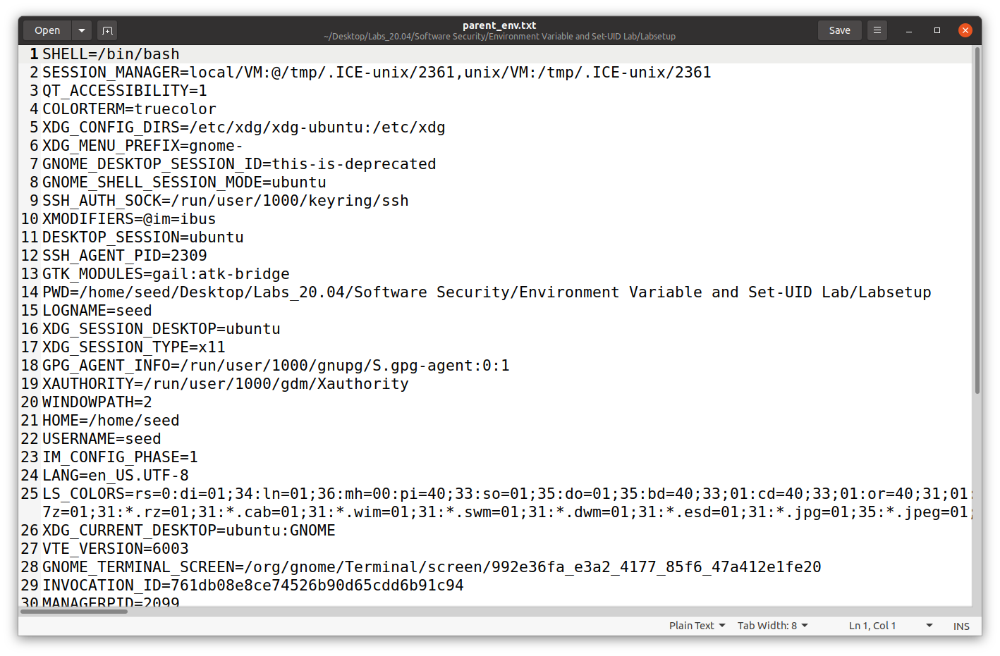 Open
parent_env.txt
~/Desktop/Labs_20.04/Software Security/Environment Variable and Set-UID Lab/Labsetup
Save
1 SHELL=/bin/bash
2 SESSION_MANAGER=local/VM:@/tmp/.ICE-unix/2361,unix/VM:/tmp/.ICE-unix/2361
3 QT_ACCESSIBILITY=1
4 COLORTERM=truecolor
5 XDG_CONFIG_DIRS=/etc/xdg/xdg-ubuntu:/etc/xdg
6 XDG_MENU_PREFIX=gnome-
7 GNOME_DESKTOP_SESSION_ID=this-is-deprecated
8 GNOME_SHELL_SESSION_MODE=ubuntu
9 SSH_AUTH_SOCK=/run/user/1000/keyring/ssh
10 XMODIFIERS=@im=ibus
11 DESKTOP_SESSION=ubuntu
12 SSH_AGENT_PID=2309
13 GTK_MODULES=gail:atk-bridge
14 PWD=/home/seed/Desktop/Labs_20.04/Software Security/Environment Variable and Set-UID Lab/Labsetup
15 LOGNAME=seed
16 XDG_SESSION_DESKTOP=ubuntu
17 XDG_SESSION_TYPE=x11
18 GPG_AGENT_INFO=/run/user/1000/gnupg/S.gpg-agent:0:1
19 XAUTHORITY=/run/user/1000/gdm/Xauthority
20 WINDOWPATH=2
21 HOME=/home/seed
22 USERNAME=seed
23 IM_CONFIG_PHASE=1
24 LANG=en_US.UTF-8
25 LS_COLORS=rs=0:di=01;34:ln=01;36:mh=00:pi=40;33:so=01;35:do=01;35:bd=40;33;01:cd=40;33;01:or=40;31;01:
7z=01;31:*.rz=01;31:*.cab=01;31:*.wim=01;31:*.swm=01;31:*.dwm=01;31:*.esd=01;31:*.jpg=01;35:*.jpeg=01;
26 XDG_CURRENT_DESKTOP=ubuntu:GNOME
27 VTE_VERSION=6003
28 GNOME_TERMINAL_SCREEN=/org/gnome/Terminal/screen/992e36fa_e3a2_4177_85f6_47a412e1fe20
29 INVOCATION_ID=761db08e8ce74526b90d65cdd6b91c94
30 MANAGERPID=2099
Plain Text Tab Width: 8 Ln 1, Col 1 INS